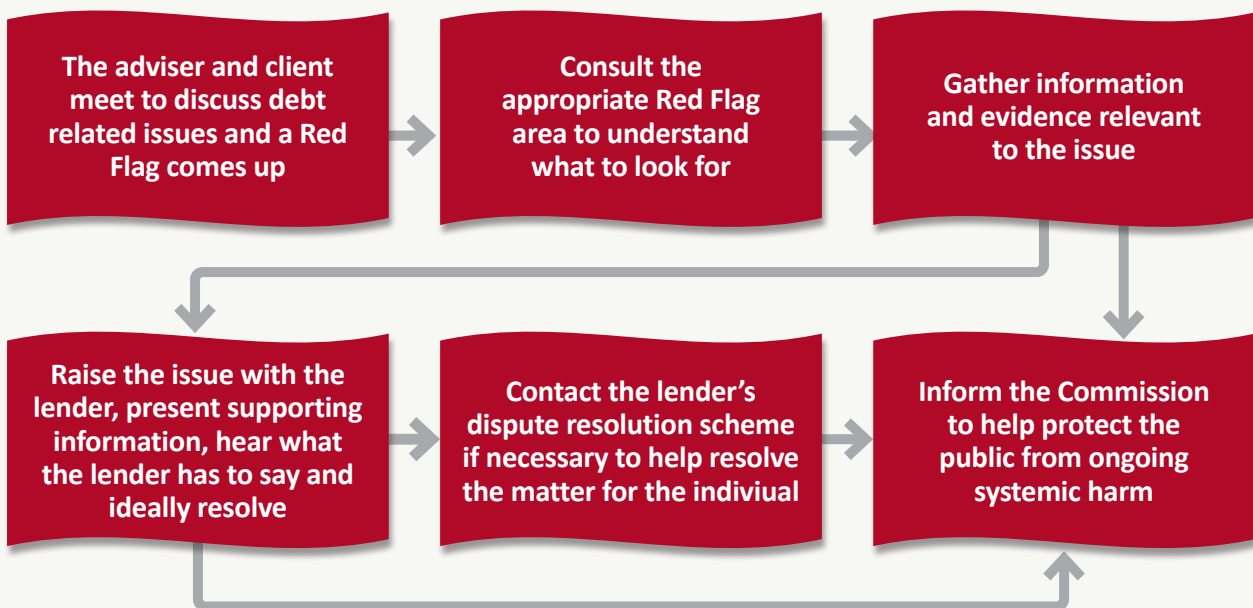 The adviser and client
meet to discuss debt
related issues and a Red
Flag comes up
Consult the
appropriate Red Flag
area to understand
what to look for
Gather information
and evidence relevant
to the issue
Raise the issue with the
lender, present supporting
information, hear what
the lender has to say and
ideally resolve
Contact the lender’s
dispute resolution scheme
if necessary to help resolve
the matter for the indiviual
Inform the Commission
to help protect the
public from ongoing
systemic harm